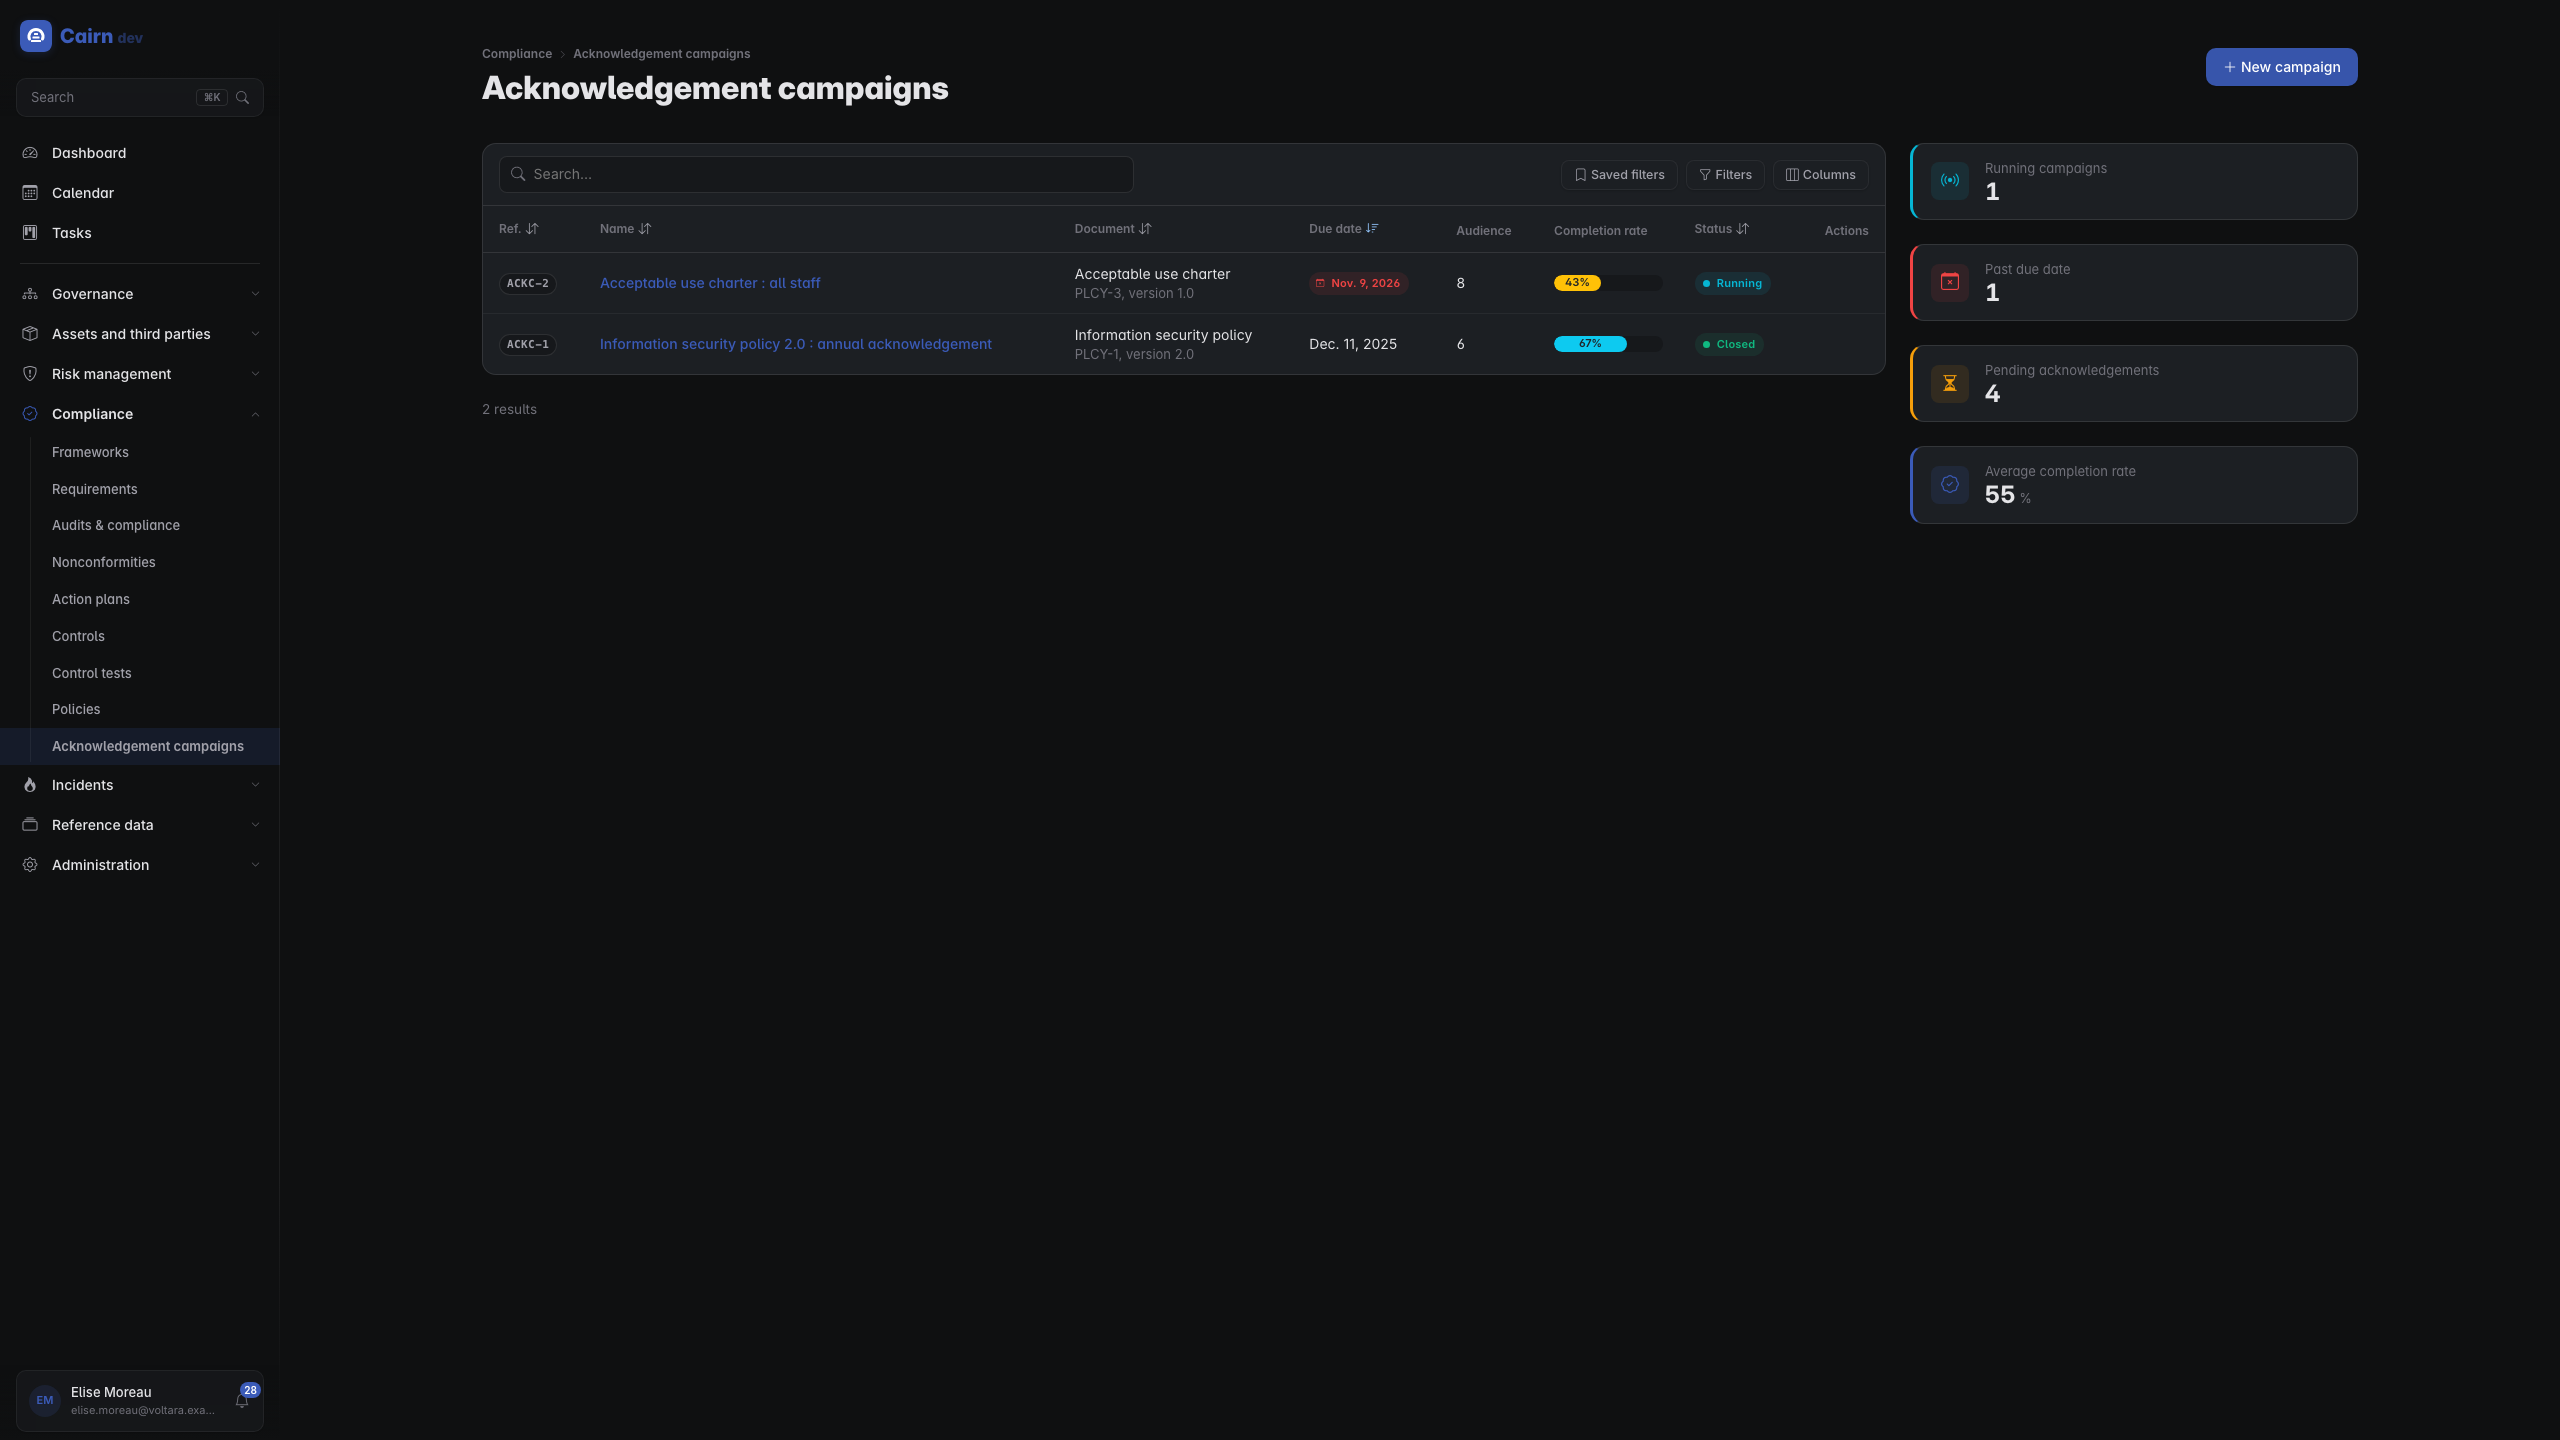 Cairn dev
Search ⌘K
Dashboard
Calendar
Tasks
Governance
Assets and third parties
Risk management
Compliance
Frameworks
Requirements
Audits & compliance
Nonconformities
Action plans
Controls
Control tests
Policies
Acknowledgement campaigns
Incidents
Reference data
Administration
EM
Elise Moreau
elise.moreau@voltara.exa...
28
Compliance > Acknowledgement campaigns
Acknowledgement campaigns
+ New campaign
Search...
Saved filters
Filters
Columns
Ref. Name Document Due date Audience Completion rate Status Actions
ACKC-2 Acceptable use charter : all staff Acceptable use charter Nov. 9, 2026 8 43% Running
PLCY-3, version 1.0
ACKC-1 Information security policy 2.0 : annual acknowledgement Information security policy Dec. 11, 2025 6 67% Closed
PLCY-1, version 2.0
2 results
Running campaigns
1
Past due date
1
Pending acknowledgements
4
Average completion rate
55 %